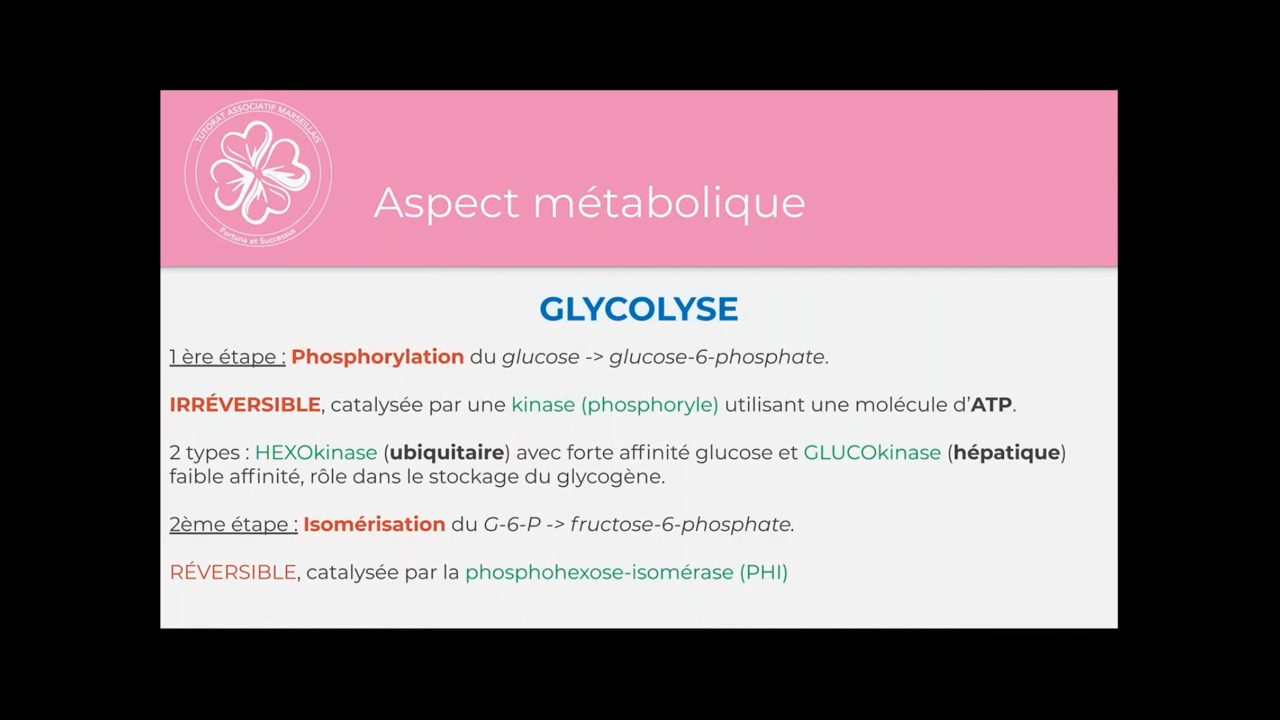 TUTORAT ASSOCIATIF MARSEILLAIS
Fortuna et Successus
Aspect métabolique
GLYCOLYSE
1 ère étape : Phosphorylation du glucose -> glucose-6-phosphate.
IRRÉVERSIBLE, catalysée par une kinase (phosphoryle) utilisant une molécule d’ATP.
2 types : HEXOkinase (ubiquitaire) avec forte affinité glucose et GLUCOkinase (hépatique)
faible affinité, rôle dans le stockage du glycogène.
2ème étape : Isomérisation du G-6-P -> fructose-6-phosphate.
RÉVERSIBLE, catalysée par la phosphohexose-isomérase (PHI)